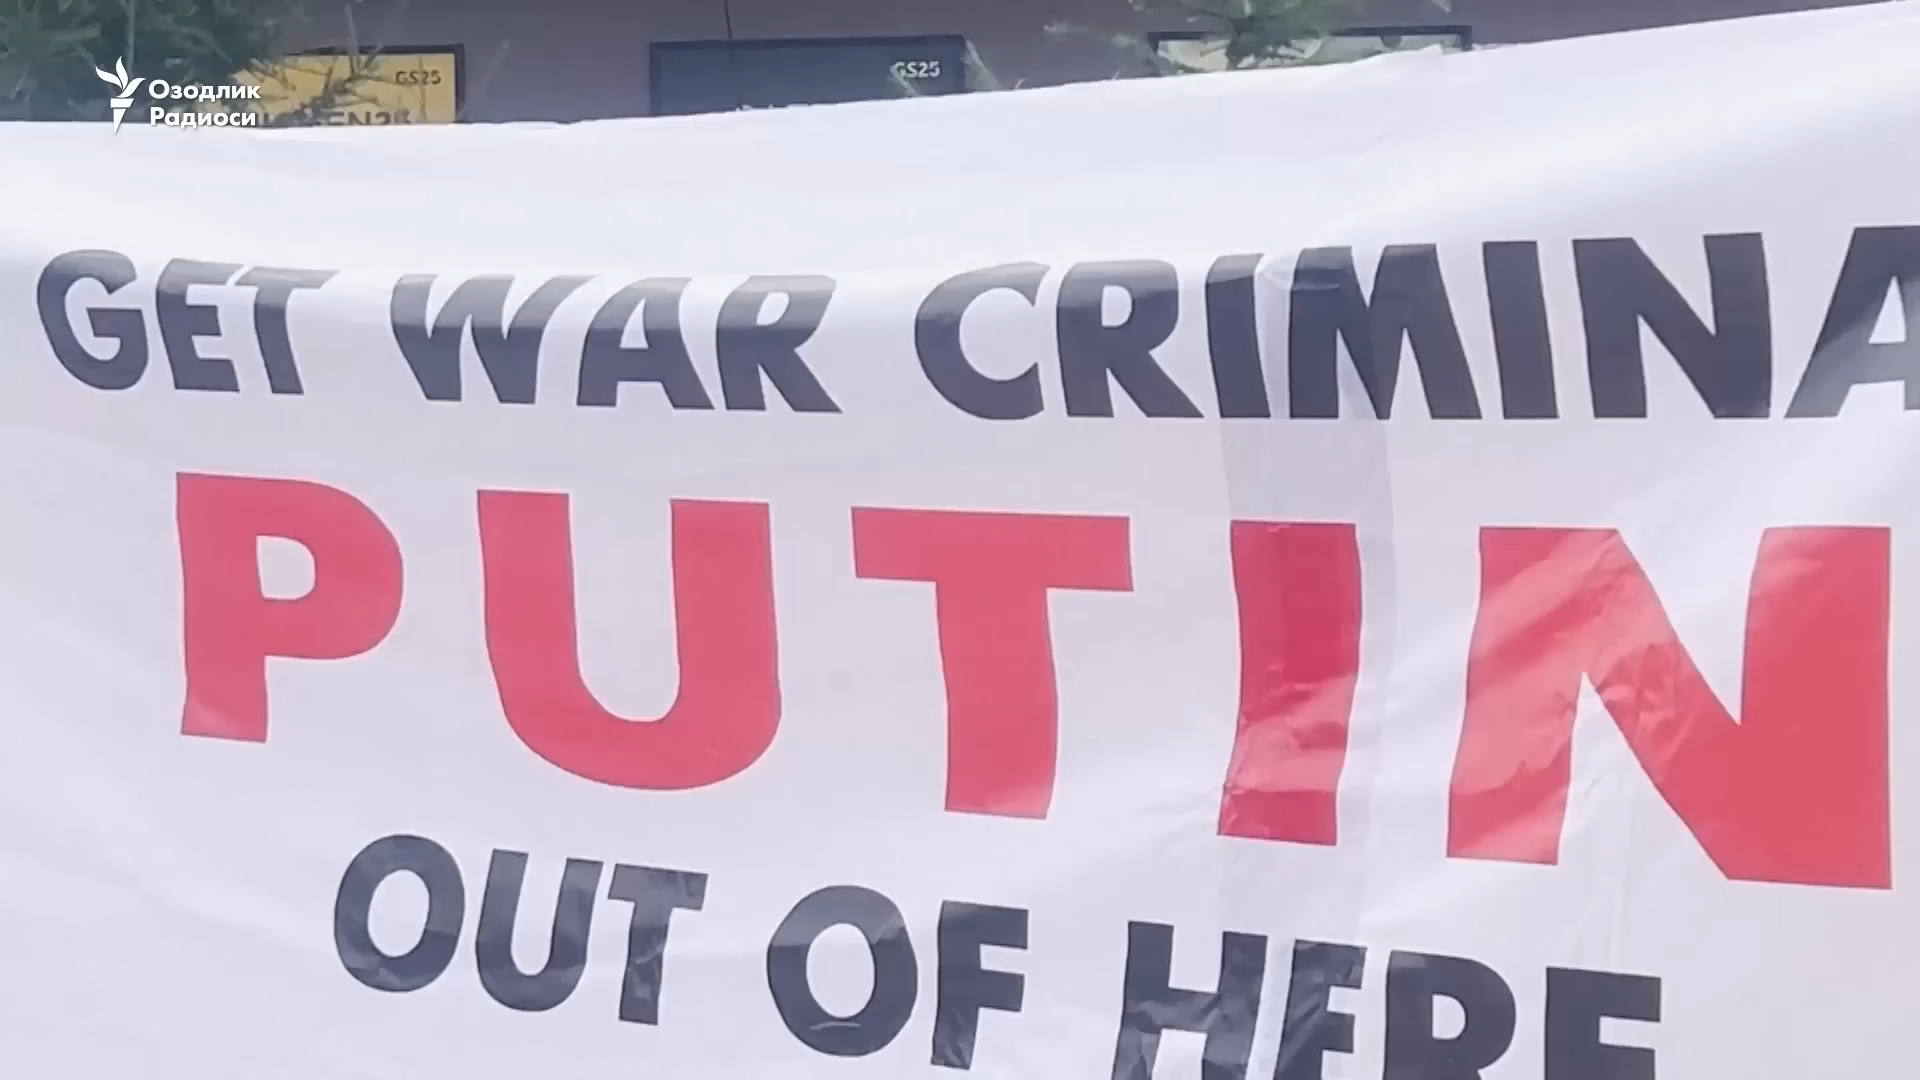 GS25
GS25
Озодлик
Радиоси
GET WAR CRIMINA
PUTIN
OUT OF HERE